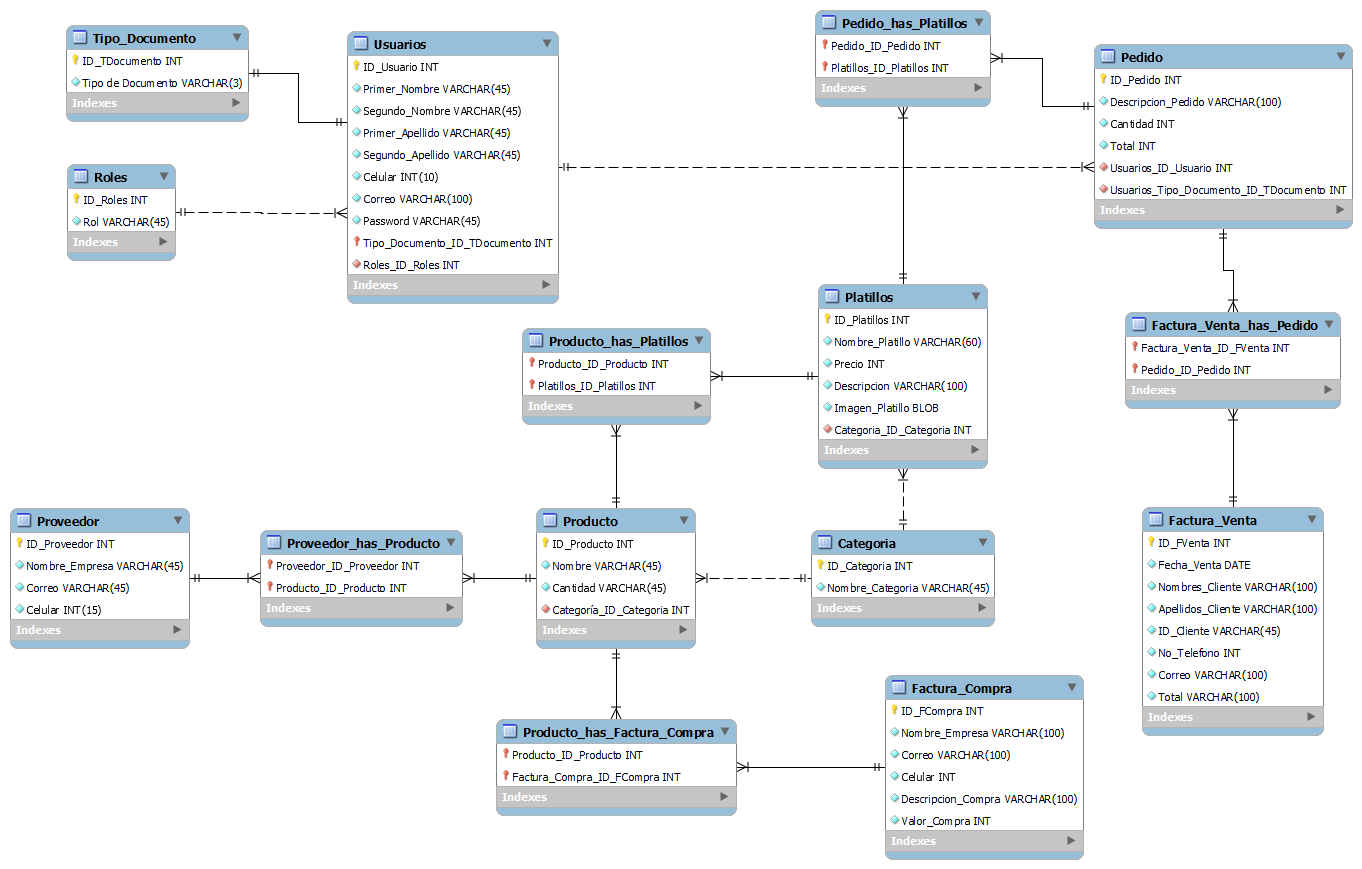 Tipo_Documento
ID_TDocumento INT
Tipo de Documento VARCHAR(3)
Indexes
Roles
ID_Roles INT
Rol VARCHAR(45)
Indexes
Usuarios
ID_Usuario INT
Primer_Nombre VARCHAR(45)
Segundo_Nombre VARCHAR(45)
Primer_Apellido VARCHAR(45)
Segundo_Apellido VARCHAR(45)
Celular INT(10)
Correo VARCHAR(100)
Password VARCHAR(45)
Tipo_Documento_ID_TDocumento INT
Roles_ID_Roles INT
Indexes
Pedido_has_Platillos
Pedido_ID_Pedido INT
Platillos_ID_Platillos INT
Indexes
Pedido
ID_Pedido INT
Descripcion_Pedido VARCHAR(100)
Cantidad INT
Total INT
Usuarios_ID_Usuario INT
Usuarios_Tipo_Documento_ID_TDocumento INT
Indexes
Platillos
ID_Platillos INT
Nombre_Platillo VARCHAR(60)
Precio INT
Descripcion VARCHAR(100)
Imagen_Platillo BLOB
Categoria_ID_Categoria INT
Indexes
Producto_has_Platillos
Producto_ID_Producto INT
Platillos_ID_Platillos INT
Indexes
Factura_Venta_has_Pedido
Factura_Venta_ID_FVenta INT
Pedido_ID_Pedido INT
Indexes
Proveedor
ID_Proveedor INT
Nombre_Empresa VARCHAR(45)
Correo VARCHAR(45)
Celular INT(15)
Indexes
Proveedor_has_Producto
Proveedor_ID_Proveedor INT
Producto_ID_Producto INT
Indexes
Producto
ID_Producto INT
Nombre VARCHAR(45)
Cantidad VARCHAR(45)
Categoría_ID_Categoria INT
Indexes
Categoria
ID_Categoria INT
Nombre_Categoria VARCHAR(45)
Indexes
Factura_Venta
ID_FVenta INT
Fecha_Venta DATE
Nombres_Cliente VARCHAR(100)
Apellidos_Cliente VARCHAR(100)
ID_Cliente VARCHAR(45)
No_Telefono INT
Correo VARCHAR(100)
Total VARCHAR(100)
Indexes
Producto_has_Factura_Compra
Producto_ID_Producto INT
Factura_Compra_ID_FCompra INT
Indexes
Factura_Compra
ID_FCompra INT
Nombre_Empresa VARCHAR(100)
Correo VARCHAR(100)
Celular INT
Descripcion_Compra VARCHAR(100)
Valor_Compra INT
Indexes